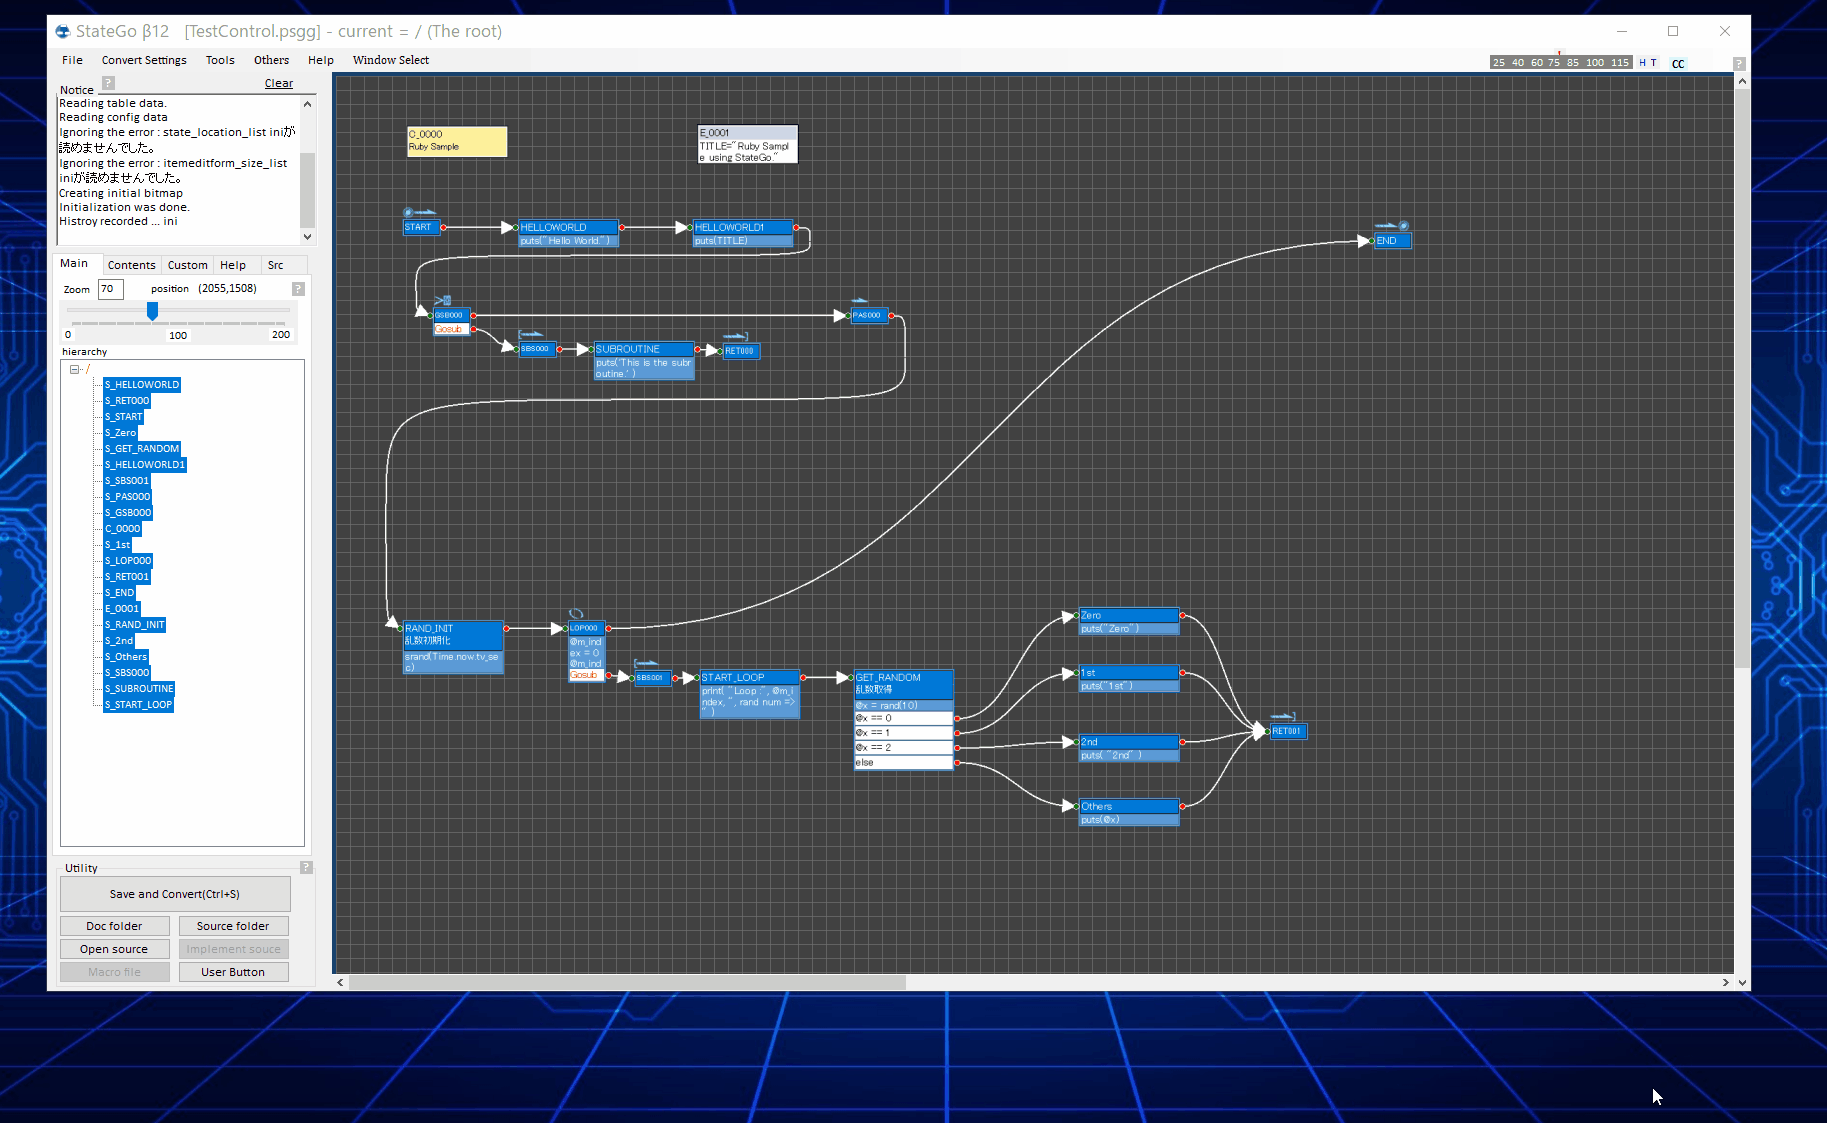 StateGo β12   [TestControl.psgg] - current = / (The root)
File Convert Settings Tools Others Help Window Select
25 40 60 75 85 100 115 H T CC ?
Notice ? Clear
Reading table data.
Reading config data
Ignoring the error : state_location_list iniが
読めませんでした。
Ignoring the error : itemeditform_size_list
iniが読めませんでした。
Creating initial bitmap
Initialization was done.
Histroy recorded ... ini
Main Contents Custom Help Src
Zoom 70 position (2055,1508) ?
0 100 200
hierarchy
/
S_HELLOWORLD
S_RET000
S_START
S_Zero
S_GET_RANDOM
S_HELLOWORLD1
S_SBS001
S_PAS000
S_GSB000
C_0000
S_1st
S_LOP000
S_RET001
S_END
E_0001
S_RAND_INIT
S_2nd
S_Others
S_SBS000
S_SUBROUTINE
S_START_LOOP
Utility ?
Save and Convert(Ctrl+S)
Doc folder Source folder
Open source Implement souce
Macro file User Button
C_0000
Ruby Sample
E_0001
TITLE="Ruby Sampl
e using StateGo."
START
HELLOWORLD
puts("Hello World.")
HELLOWORLD1
puts(TITLE)
END
GSB000
Gosub
PAS000
SBS000
SUBROUTINE
puts('This is the subr
outine.' )
RET000
RAND_INIT
乱数初期化
srand(Time.now.tv_se
c)
LOP000
@m_ind
ex = 0
@m_ind
Gosub
SBS001
START_LOOP
print( "Loop :", @m_i
ndex, ", rand num =>
" )
GET_RANDOM
乱数取得
@x = rand(10)
@x == 0
@x == 1
@x == 2
else
Zero
puts("Zero")
1st
puts("1st")
2nd
puts( "2nd" )
Others
puts(@x)
RET001